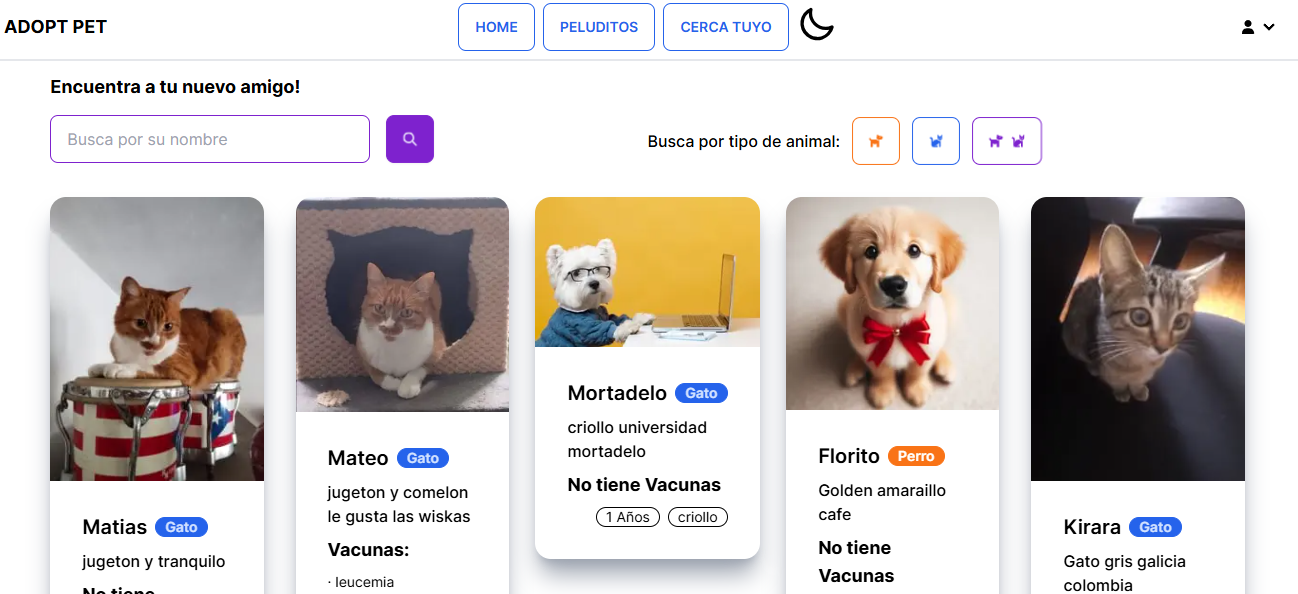 ADOPT PET
HOME
PELUDITOS
CERCA TUYO
Encuentra a tu nuevo amigo!
Busca por su nombre
Busca por tipo de animal:
Matias Gato
jugeton y tranquilo
No tiene
Mateo Gato
jugeton y comelon
le gusta las wiskas
Vacunas:
· leucemia
Mortadelo Gato
criollo universidad
mortadelo
No tiene Vacunas
1 Años criollo
Florito Perro
Golden amaraillo
cafe
No tiene
Vacunas
Kirara Gato
Gato gris galicia
colombia